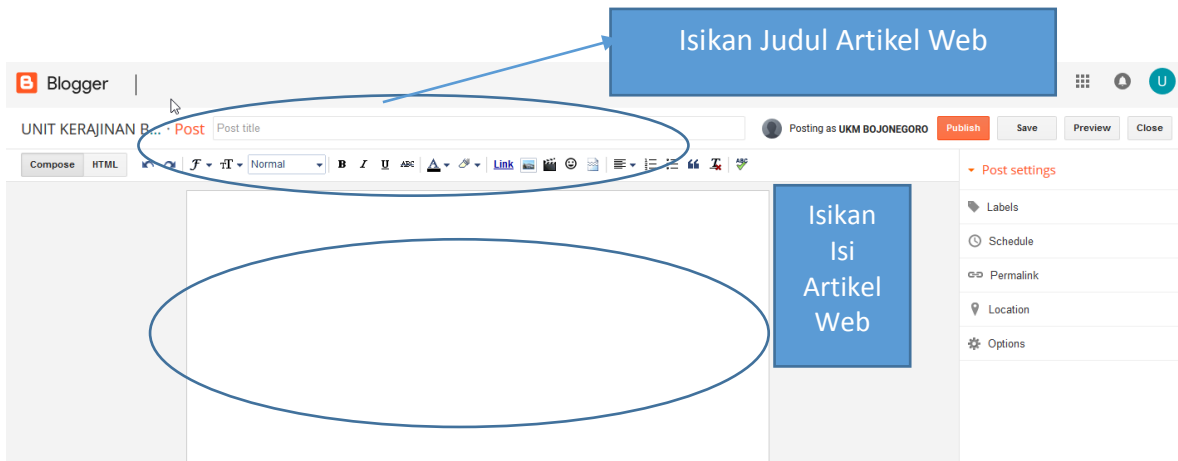 Isikan Judul Artikel Web
Blogger
U
UNIT KERAJINAN B... · Post
Post title
Posting as UKM BOJONEGORO
Publish
Save
Preview
Close
Compose
HTML
Normal
B I U ABC A Link
Post settings
Labels
Schedule
Permalink
Location
Options
Isikan
Isi
Artikel
Web